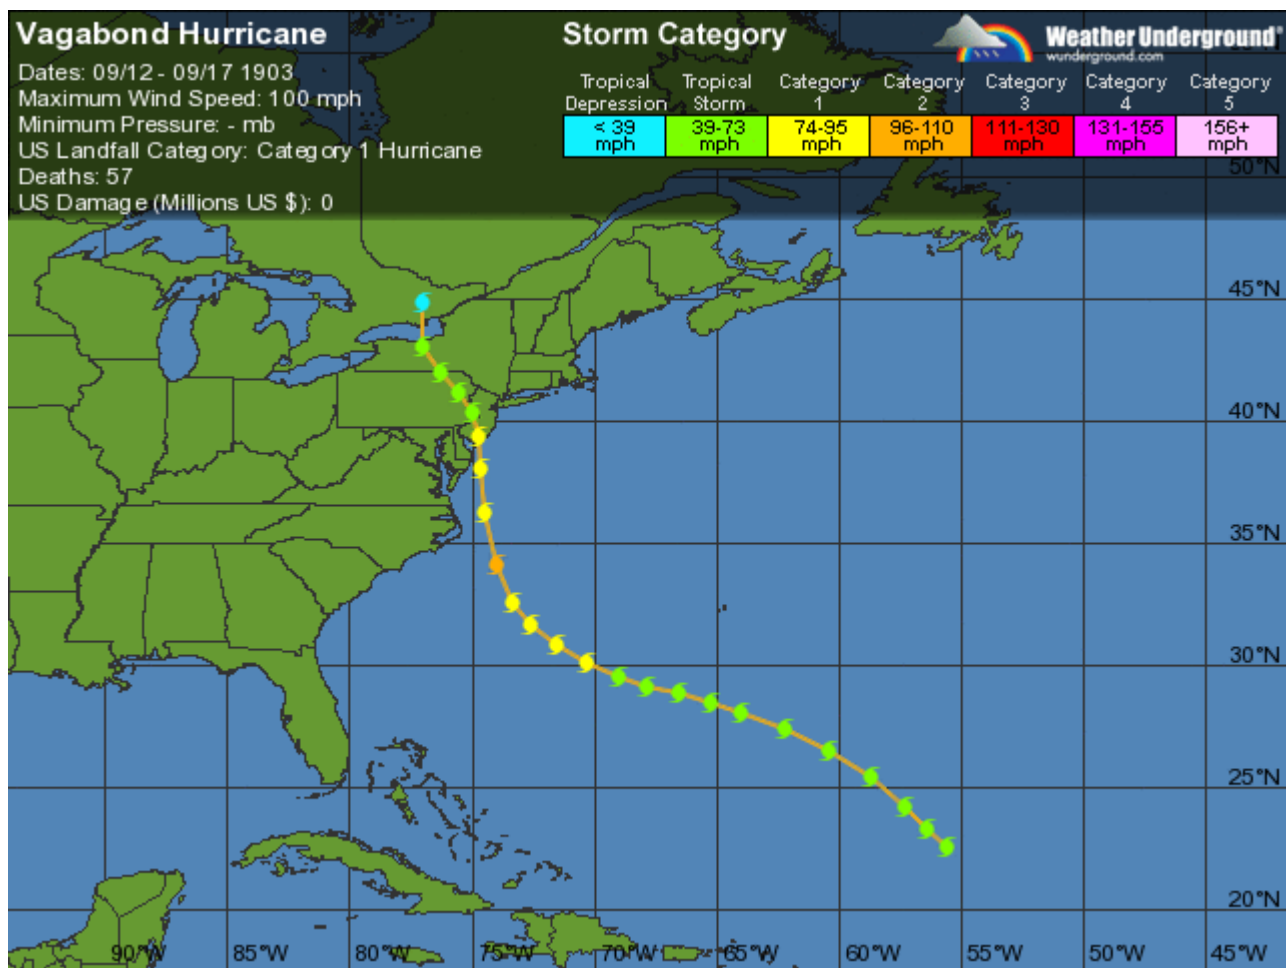 Vagabond Hurricane
Dates: 09/12 - 09/17 1903
Maximum Wind Speed: 100 mph
Minimum Pressure: - mb
US Landfall Category: Category 1 Hurricane
Deaths: 57
US Damage (Millions US $): 0
Storm Category
Weather Underground®
wunderground.com
Tropical Depression
< 39 mph
Tropical Storm
39-73 mph
Category 1
74-95 mph
Category 2
96-110 mph
Category 3
111-130 mph
Category 4
131-155 mph
Category 5
156+ mph
50°N
45°N
40°N
35°N
30°N
25°N
20°N
90°W 85°W 80°W 75°W 70°W 65°W 60°W 55°W 50°W 45°W